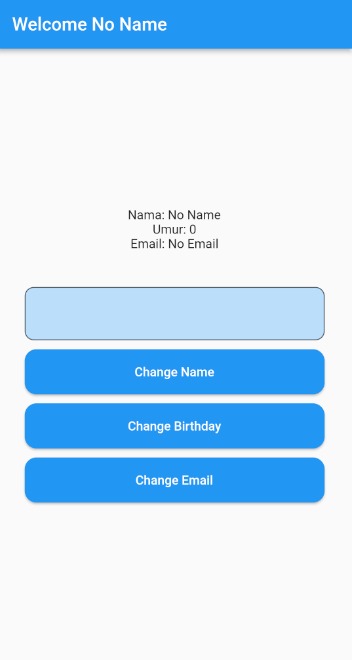 Welcome No Name
Nama: No Name
Umur: 0
Email: No Email
Change Name
Change Birthday
Change Email